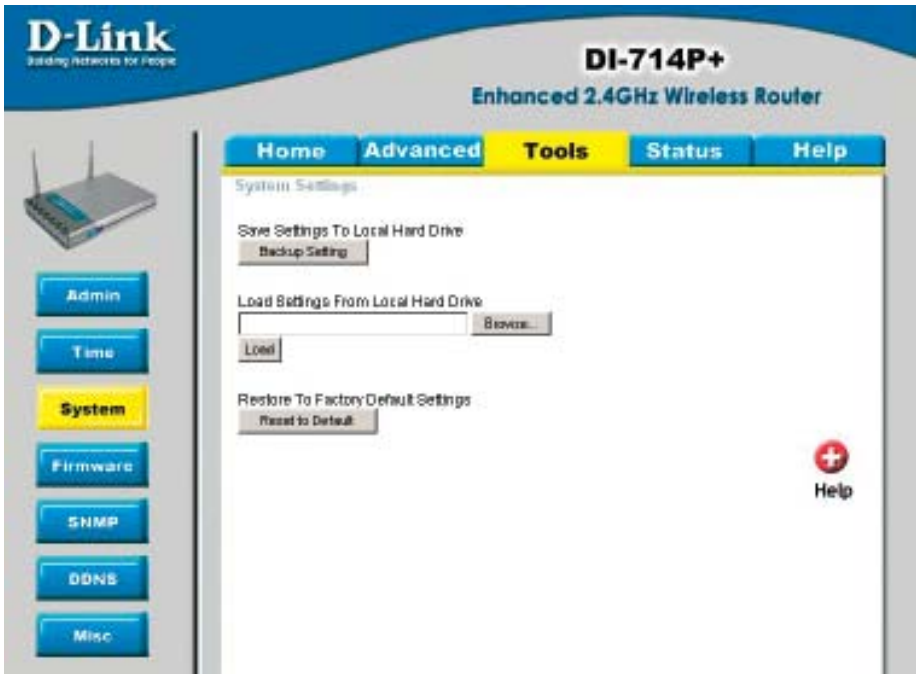 D-Link
Building Networks for People
DI-714P+
Enhanced 2.4GHz Wireless Router
Home Advanced Tools Status Help
System Settings
Save Settings To Local Hard Drive
Backup Setting
Load Settings From Local Hard Drive
Browse...
Load
Restore To Factory Default Settings
Reset to Default
Help
Admin
Time
System
Firmware
SNMP
DDNS
Misc